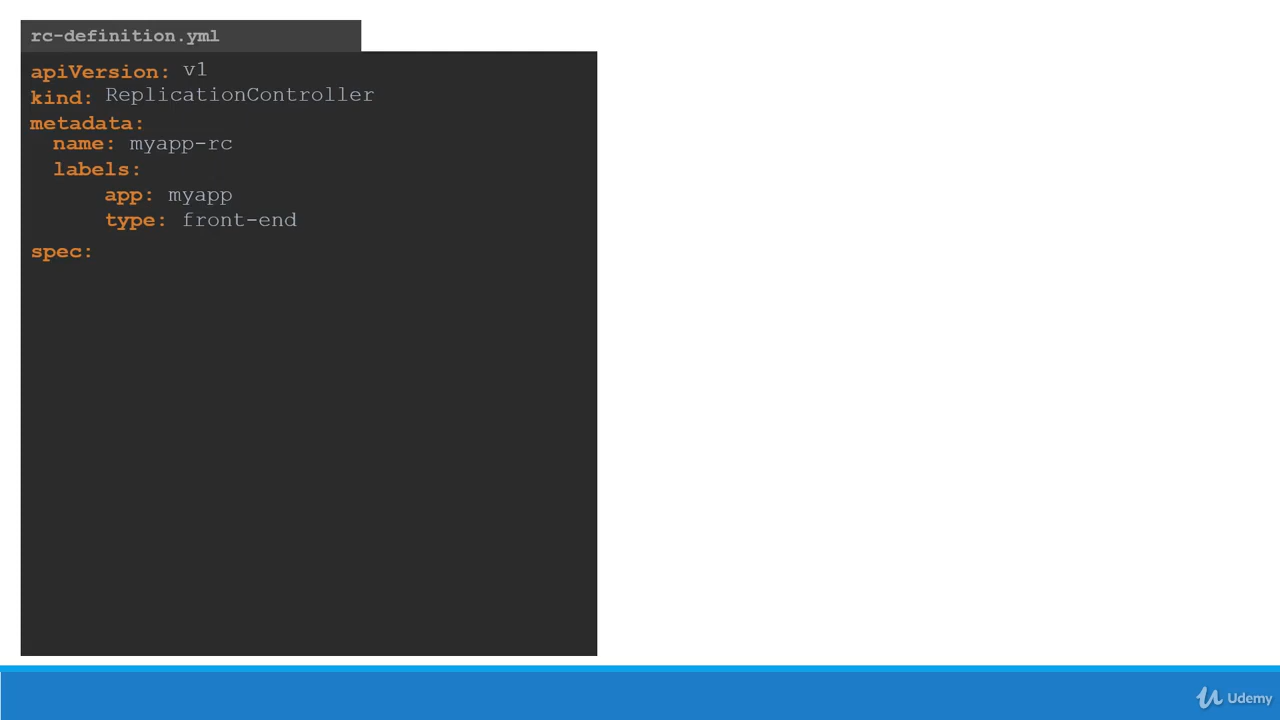 rc-definition.yml
apiVersion: v1
kind: ReplicationController
metadata:
  name: myapp-rc
  labels:
      app: myapp
      type: front-end
spec:
Udemy